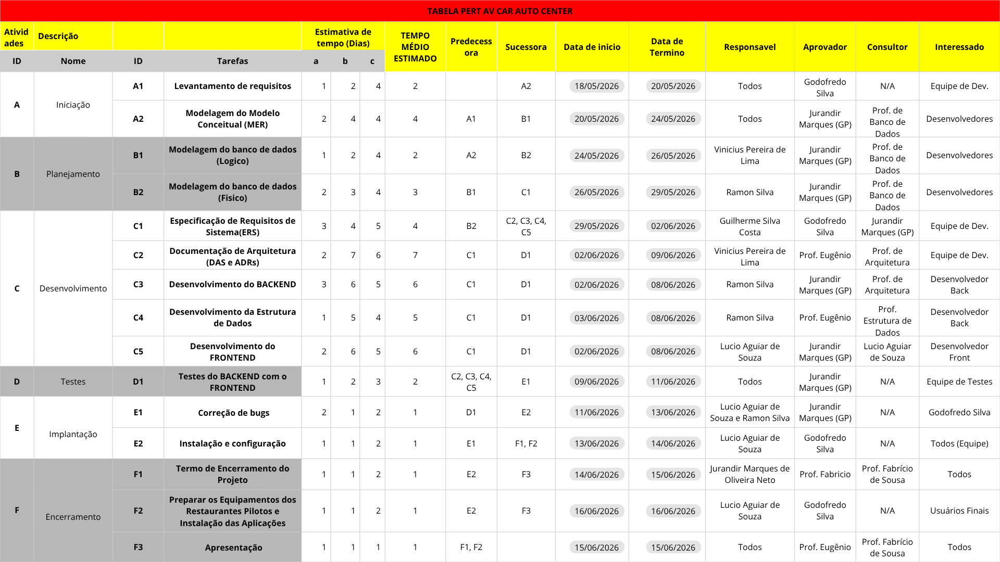 TABELA PERT AV CAR AUTO CENTER
Ativid
ades
Descrição
Estimativa de
tempo (Dias)
TEMPO
MÉDIO
ESTIMADO
Predecess
ora
Sucessora
Data de inicio
Data de
Termino
Responsavel
Aprovador
Consultor
Interessado
ID Nome ID Tarefas a b c
A
Iniciação
A1
Levantamento de requisitos
1 2 4 2
A2
18/05/2026 20/05/2026
Todos
Godofredo
Silva
N/A
Equipe de Dev.
A2
Modelagem do Modelo
Conceitual (MER)
2 4 4 4
A1
B1
20/05/2026 24/05/2026
Todos
Jurandir
Marques (GP)
Prof. de
Banco de
Dados
Desenvolvedores
B
Planejamento
B1
Modelagem do banco de dados
(Logico)
1 2 4 2
A2
B2
24/05/2026 26/05/2026
Vinicius Pereira de
Lima
Jurandir
Marques (GP)
Prof. de
Banco de
Dados
Desenvolvedores
B2
Modelagem do banco de dados
(Fisico)
2 3 4 3
B1
C1
26/05/2026 29/05/2026
Ramon Silva
Jurandir
Marques (GP)
Prof. de
Banco de
Dados
Desenvolvedores
C
Desenvolvimento
C1
Especificação de Requisitos de
Sistema(ERS)
3 4 5 4
B2
C2, C3, C4,
C5
29/05/2026 02/06/2026
Guilherme Silva
Costa
Godofredo
Silva
Jurandir
Marques (GP)
Equipe de Dev.
C2
Documentação de Arquitetura
(DAS e ADRs)
2 7 6 7
C1
D1
02/06/2026 09/06/2026
Vinicius Pereira de
Lima
Prof. Eugênio
Prof. de
Arquitetura
Equipe de Dev.
C3
Desenvolvimento do BACKEND
3 6 5 6
C1
D1
02/06/2026 08/06/2026
Ramon Silva
Jurandir
Marques (GP)
Prof. de
Arquitetura
Desenvolvedor
Back
C4
Desenvolvimento da Estrutura
de Dados
1 5 4 5
C1
D1
03/06/2026 08/06/2026
Ramon Silva
Prof. Eugênio
Prof.
Estrutura de
Dados
Desenvolvedor
Back
C5
Desenvolvimento do
FRONTEND
2 6 5 6
C1
D1
02/06/2026 08/06/2026
Lucio Aguiar de
Souza
Jurandir
Marques (GP)
Lucio Aguiar
de Souza
Desenvolvedor
Front
D
Testes
D1
Testes do BACKEND com o
FRONTEND
1 2 3 2
C2, C3, C4,
C5
E1
09/06/2026 11/06/2026
Todos
Jurandir
Marques (GP)
N/A
Equipe de Testes
E
Implantação
E1
Correção de bugs
2 1 2 1
D1
E2
11/06/2026 13/06/2026
Lucio Aguiar de
Souza e Ramon Silva
Jurandir
Marques (GP)
N/A
Godofredo Silva
E2
Instalação e configuração
1 1 2 1
E1
F1, F2
13/06/2026 14/06/2026
Lucio Aguiar de
Souza
Godofredo
Silva
N/A
Todos (Equipe)
F
Encerramento
F1
Termo de Encerramento do
Projeto
1 1 2 1
E2
F3
14/06/2026 15/06/2026
Jurandir Marques de
Oliveira Neto
Prof. Fabricio
Prof. Fabrício
de Sousa
Todos
F2
Preparar os Equipamentos dos
Restaurantes Pilotos e
Instalação das Aplicações
1 1 2 1
E2
F3
16/06/2026 16/06/2026
Lucio Aguiar de
Souza
Godofredo
Silva
N/A
Usuários Finais
F3
Apresentação
1 1 1 1
F1, F2
15/06/2026 15/06/2026
Todos
Prof. Eugênio
Prof. Fabrício
de Sousa
Todos